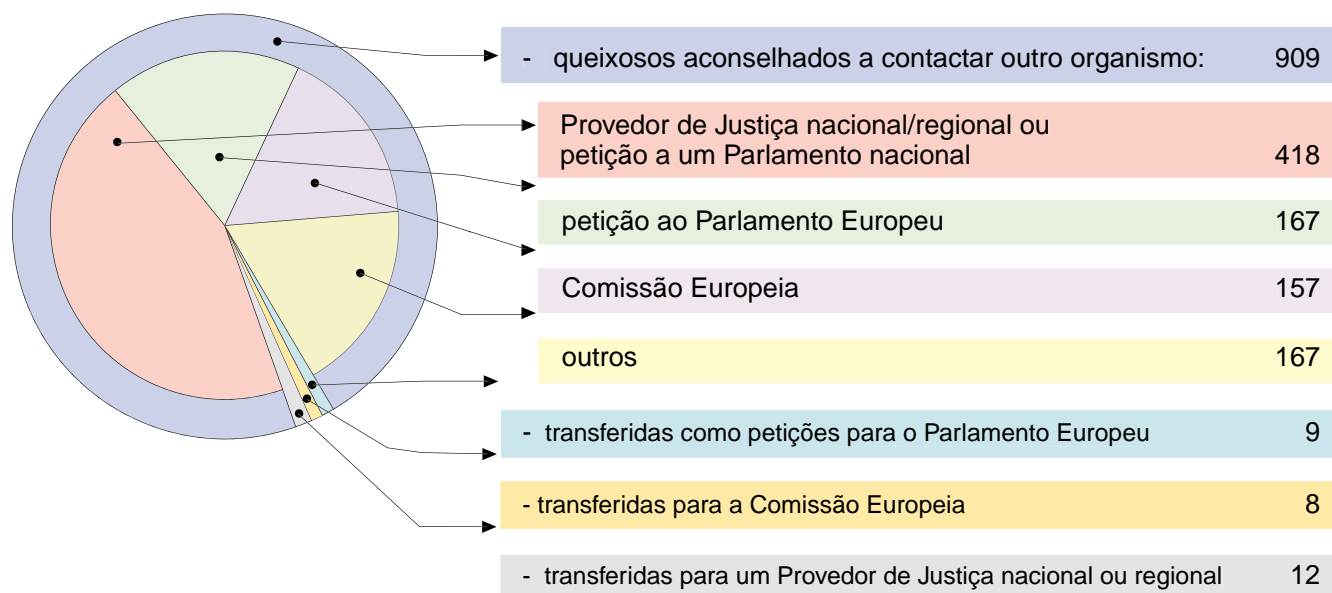 - queixosos aconselhados a contactar outro organismo: 909
Provedor de Justiça nacional/regional ou
petição a um Parlamento nacional 418
petição ao Parlamento Europeu 167
Comissão Europeia 157
outros 167
- transferidas como petições para o Parlamento Europeu 9
- transferidas para a Comissão Europeia 8
- transferidas para um Provedor de Justiça nacional ou regional 12